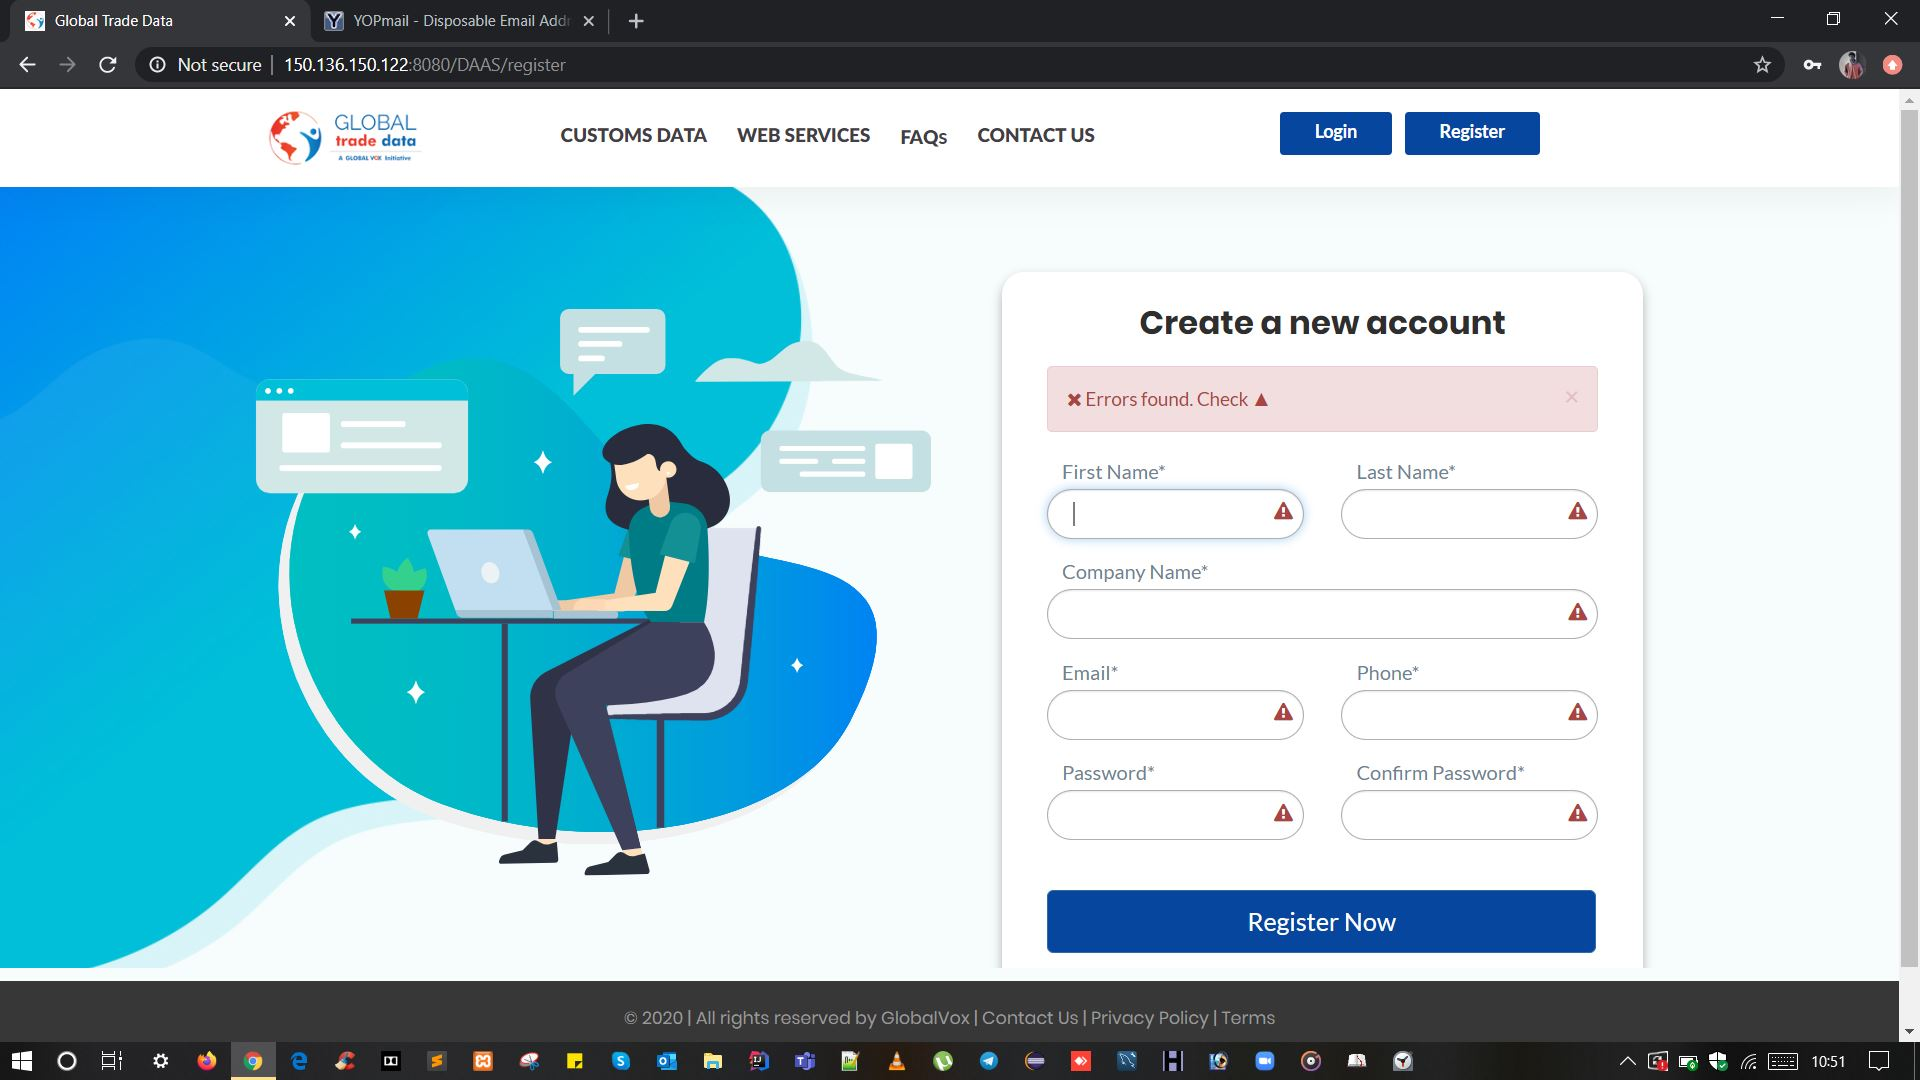 Global Trade Data
YOPmail - Disposable Email Addr
Not secure | 150.136.150.122:8080/DAAS/register
GLOBAL
trade data
A GLOBAL VOX Initiative
CUSTOMS DATA
WEB SERVICES
FAQs
CONTACT US
Login
Register
Create a new account
Errors found. Check
First Name*
Last Name*
Company Name*
Email*
Phone*
Password*
Confirm Password*
Register Now
© 2020 | All rights reserved by GlobalVox | Contact Us | Privacy Policy | Terms
10:51